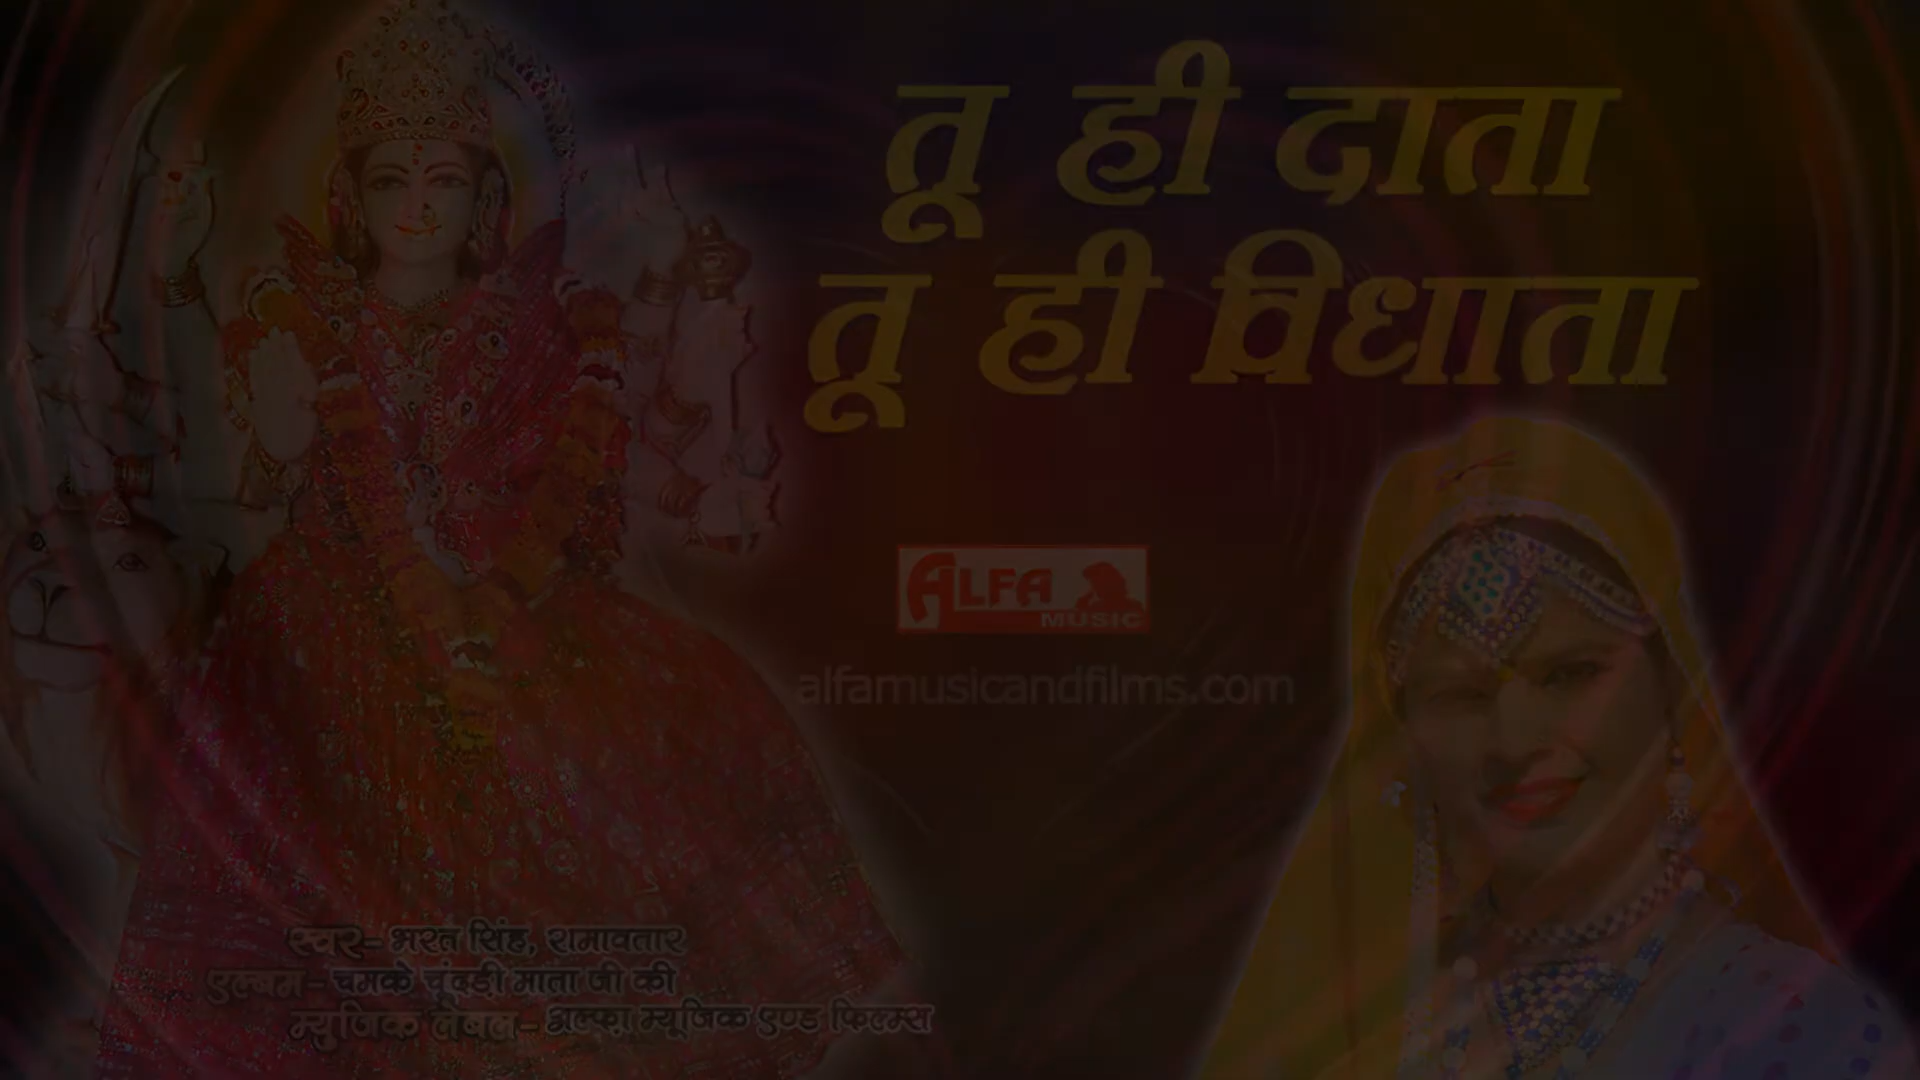 तू ही दाता
तू ही विधाता
ALFA
MUSIC
alfamusicandfilms.com
स्वर- भरत सिंह, रामावतार
एल्बम- चमके चूंदड़ी माता जी की
म्यूजिक लेबल- अल्फा म्यूजिक एण्ड फिल्म्स